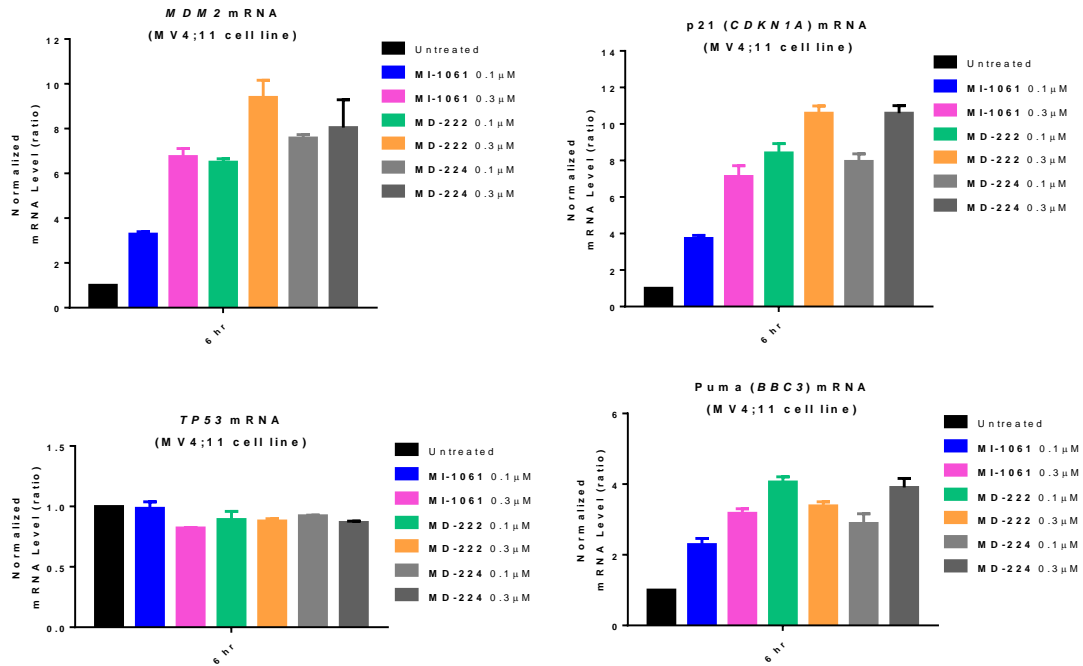 MDM2 mRNA
(MV4;11 cell line)
Normalized
mRNA Level (ratio)
12
10
8
6
4
2
0
6 hr
Untreated
MI-1061 0.1μM
MI-1061 0.3μM
MD-222 0.1μM
MD-222 0.3μM
MD-224 0.1μM
MD-224 0.3μM
p21 (CDKN1A) mRNA
(MV4;11 cell line)
Normalized
mRNA Level (ratio)
14
12
10
8
6
4
2
0
6 hr
Untreated
MI-1061 0.1μM
MI-1061 0.3μM
MD-222 0.1μM
MD-222 0.3μM
MD-224 0.1μM
MD-224 0.3μM
TP53 mRNA
(MV4;11 cell line)
Normalized
mRNA Level (ratio)
1.5
1.0
0.5
0.0
6 hr
Untreated
MI-1061 0.1μM
MI-1061 0.3μM
MD-222 0.1μM
MD-222 0.3μM
MD-224 0.1μM
MD-224 0.3μM
Puma (BBC3) mRNA
(MV4;11 cell line)
Normalized
mRNA Level (ratio)
6
4
2
0
6 hr
Untreated
MI-1061 0.1μM
MI-1061 0.3μM
MD-222 0.1μM
MD-222 0.3μM
MD-224 0.1μM
MD-224 0.3μM